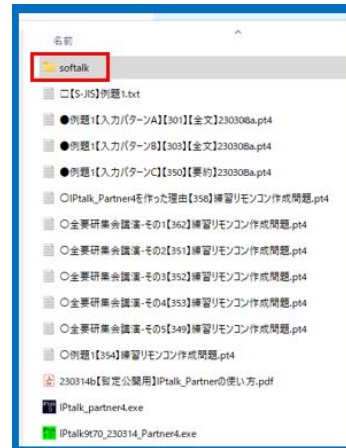 名前
softalk
□【S-JIS】例題1.txt
●例題1【入力パターンA】【301】【全文】230308a.pt4
●例題1【入力パターンB】【303】【全文】230308a.pt4
●例題1【入力パターンC】【350】【要約】230308a.pt4
○IPtalk_Partner4を作った理由【358】練習リモンコン作成問題.pt4
○全要研集会講演-その1【362】練習リモンコン作成問題.pt4
○全要研集会講演-その2【351】練習リモンコン作成問題.pt4
○全要研集会講演-その3【352】練習リモンコン作成問題.pt4
○全要研集会講演-その4【353】練習リモンコン作成問題.pt4
○全要研集会講演-その5【349】練習リモンコン作成問題.pt4
○例題1【354】練習リモンコン作成問題.pt4
230314b【暫定公開用】IPtalk_Partnerの使い方.pdf
IPtalk_partner4.exe
IPtalk9t70_230314_Partner4.exe